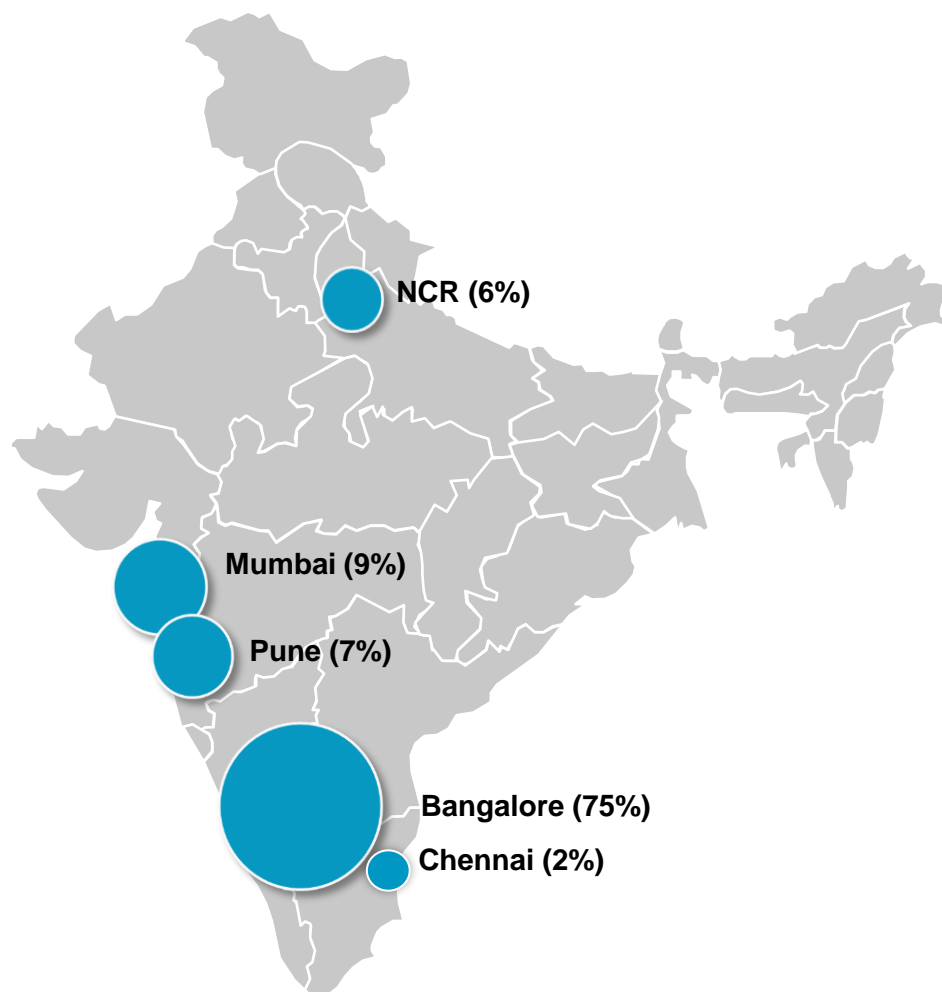 NCR (6%)
Mumbai (9%)
Pune (7%)
Bangalore (75%)
Chennai (2%)